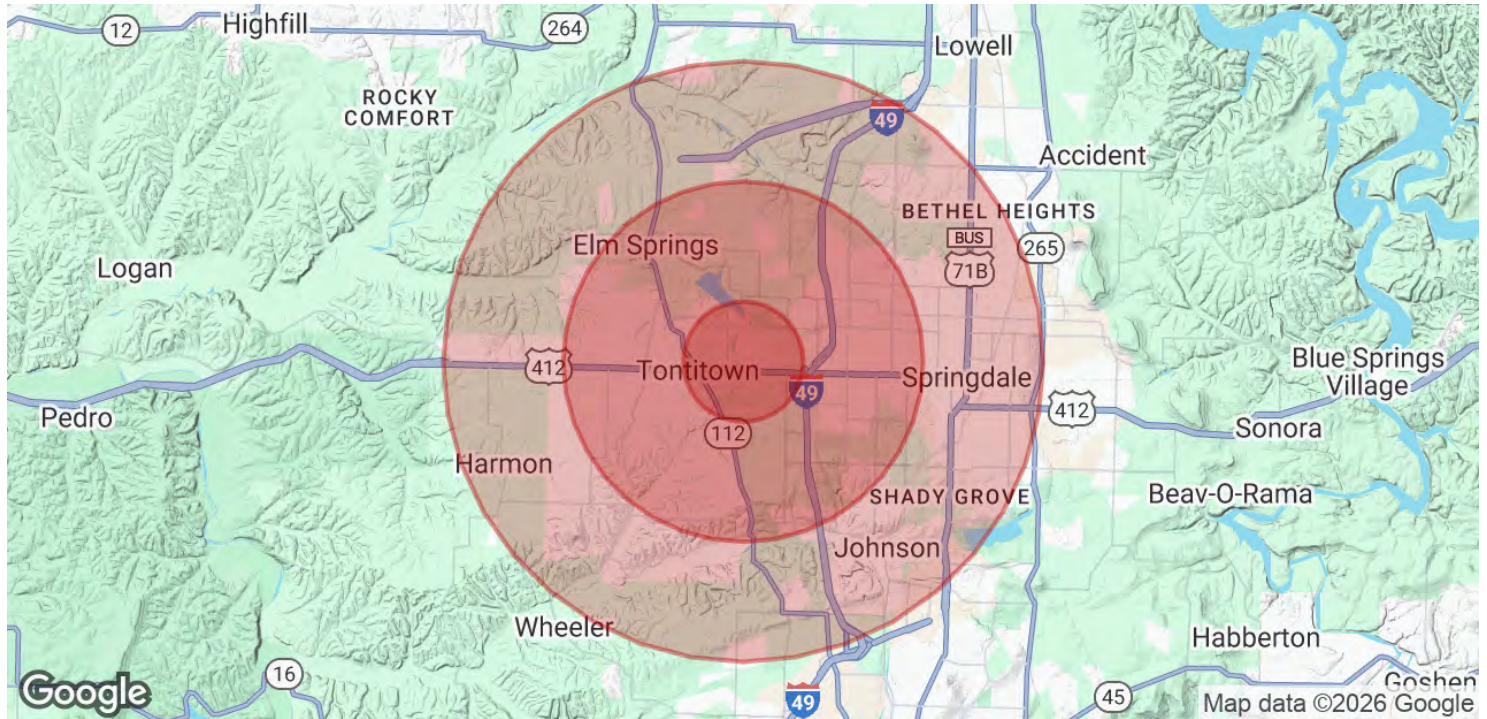 12
Highfill
264
Lowell
ROCKY
COMFORT
49
Accident
BETHEL HEIGHTS
BUS
71B
265
Elm Springs
Logan
412
Tontitown
49
Springdale
Blue Springs
Village
Pedro
412
Sonora
112
Harmon
SHADY GROVE
Beav-O-Rama
Johnson
Wheeler
Habberton
16
Goshen
Google
49
45
Map data ©2026 Google